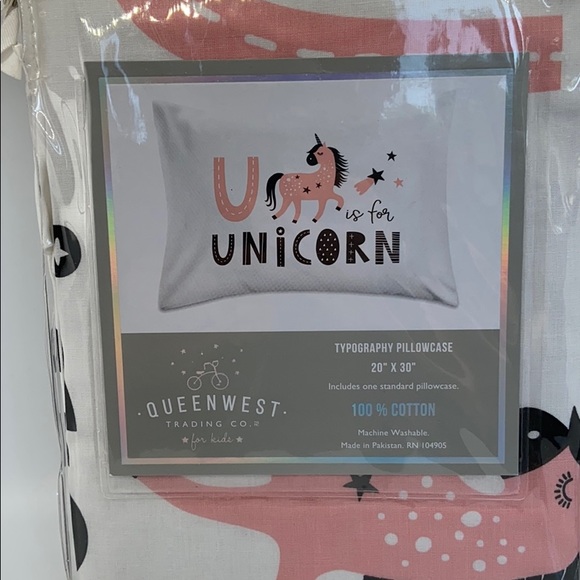 U
is for
UNiCORN
TYPOGRAPHY PILLOWCASE
20" X 30"
Includes one standard pillowcase.
100 % COTTON
Machine Washable.
Made in Pakistan. RN 104905
·QUEENWEST·
TRADING CO.
for kids